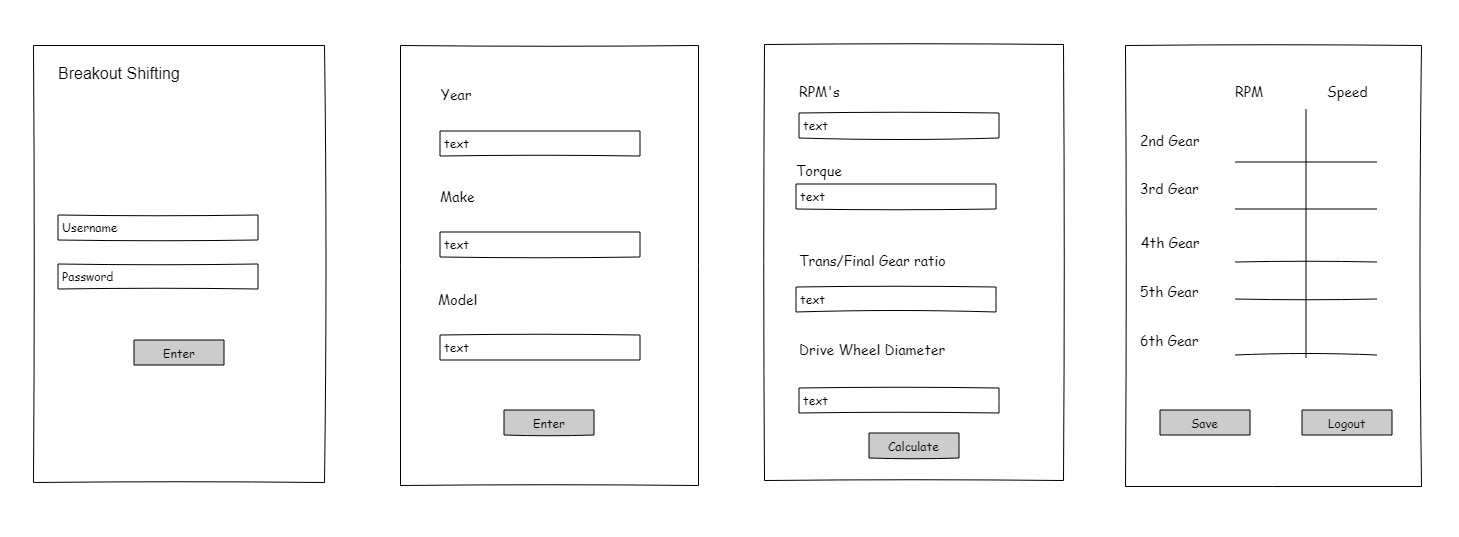 Breakout Shifting
Username
Password
Enter
Year
text
Make
text
Model
text
Enter
RPM's
text
Torque
text
Trans/Final Gear ratio
text
Drive Wheel Diameter
text
Calculate
RPM Speed
2nd Gear
3rd Gear
4th Gear
5th Gear
6th Gear
Save Logout